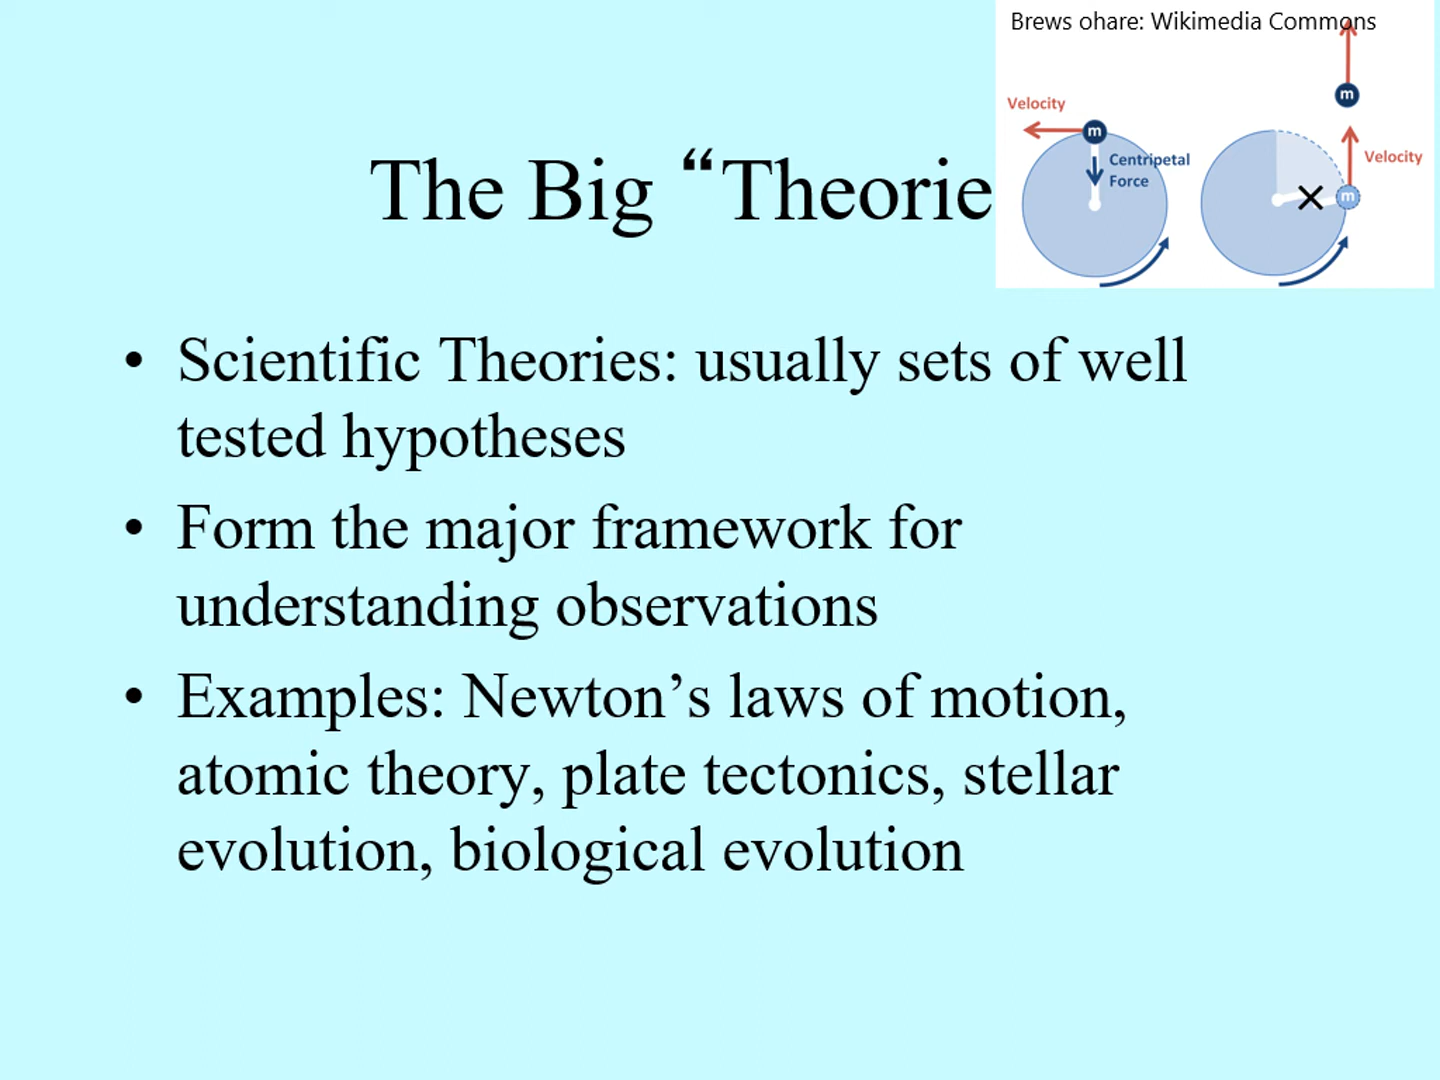 Brews ohare: Wikimedia Commons
m
Velocity
m
Centripetal
Force
Velocity
m
The Big “Theorie
• Scientific Theories: usually sets of well
tested hypotheses
• Form the major framework for
understanding observations
• Examples: Newton’s laws of motion,
atomic theory, plate tectonics, stellar
evolution, biological evolution